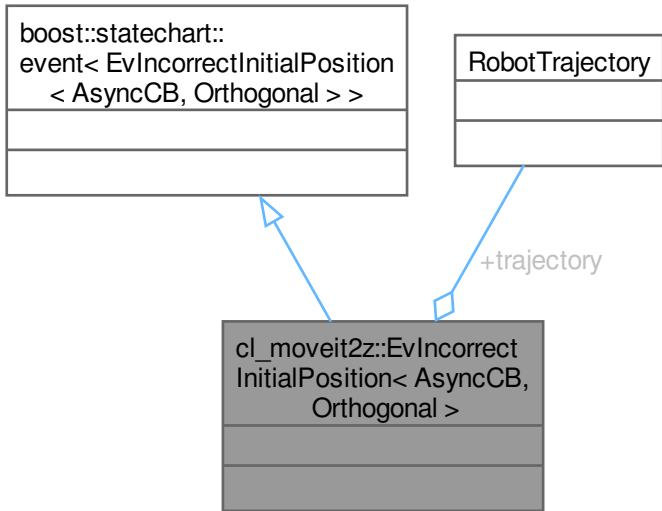 boost::statechart::
event< EvIncorrectInitialPosition
< AsyncCB, Orthogonal > >
RobotTrajectory
+trajectory
cl_moveit2z::EvIncorrect
InitialPosition< AsyncCB,
Orthogonal >